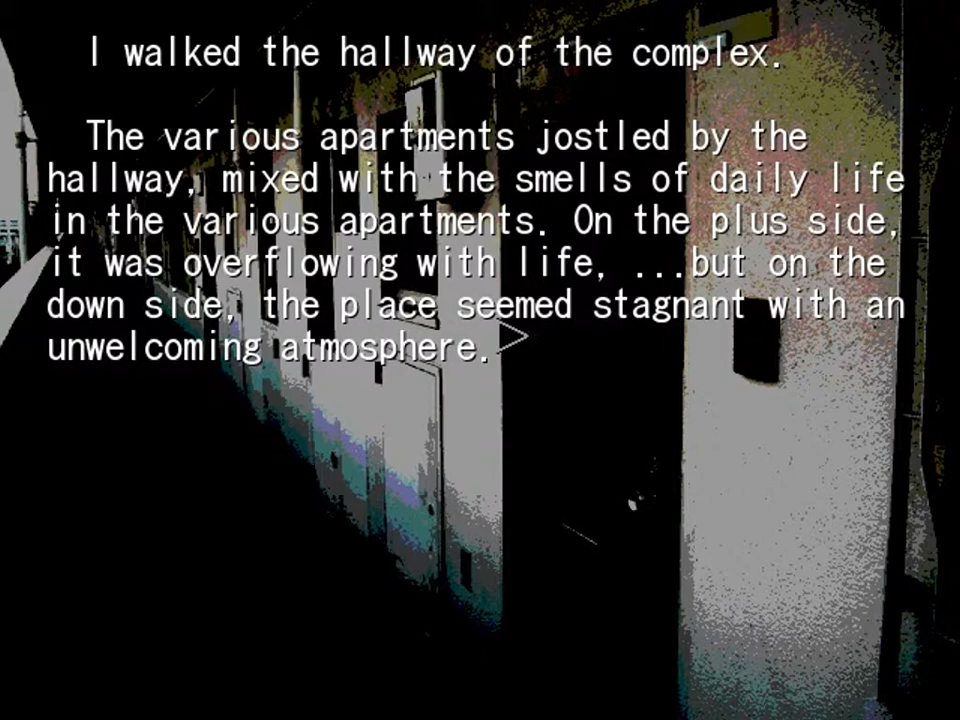 I walked the hallway of the complex.
The various apartments jostled by the
hallway, mixed with the smells of daily life
in the various apartments. On the plus side,
it was overflowing with life, ...but on the
down side, the place seemed stagnant with an
unwelcoming atmosphere.